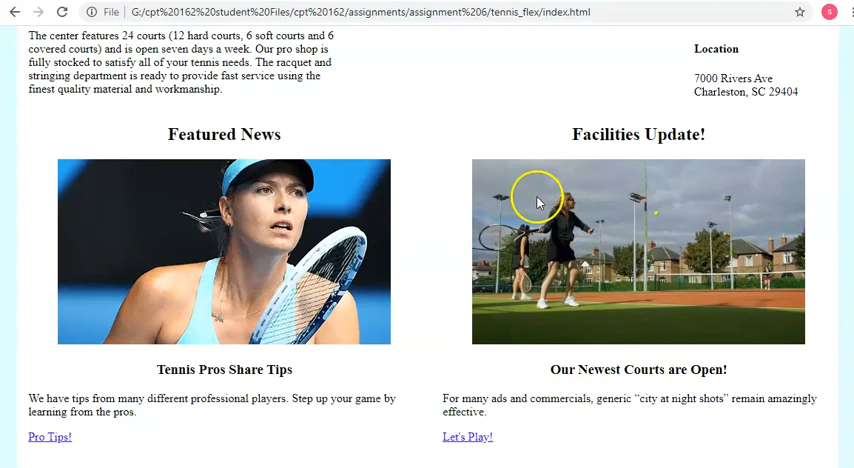 File
G:/cpt%20162%20student%20Files/cpt%20162/assignments/assignment%206/tennis_flex/index.html
s
The center features 24 courts (12 hard courts, 6 soft courts and 6
covered courts) and is open seven days a week. Our pro shop is
fully stocked to satisfy all of your tennis needs. The racquet and
stringing department is ready to provide fast service using the
finest quality material and workmanship.
Location
7000 Rivers Ave
Charleston, SC 29404
Featured News
Tennis Pros Share Tips
We have tips from many different professional players. Step up your game by
learning from the pros.
Pro Tips!
Facilities Update!
Our Newest Courts are Open!
For many ads and commercials, generic “city at night shots” remain amazingly
effective.
Let's Play!